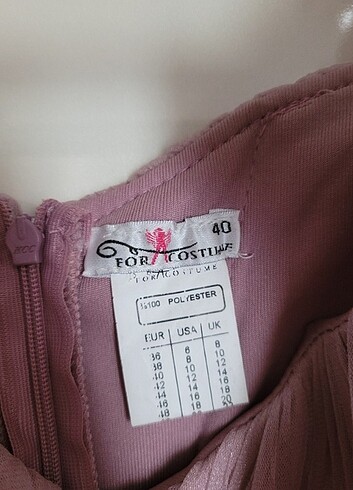 40
FOR COSTUME
FOR COSTUME
%100 POLYESTER
EUR USA UK
36 6 8
38 8 10
40 10 12
42 12 14
44 14 16
46 16 18
48 18 20